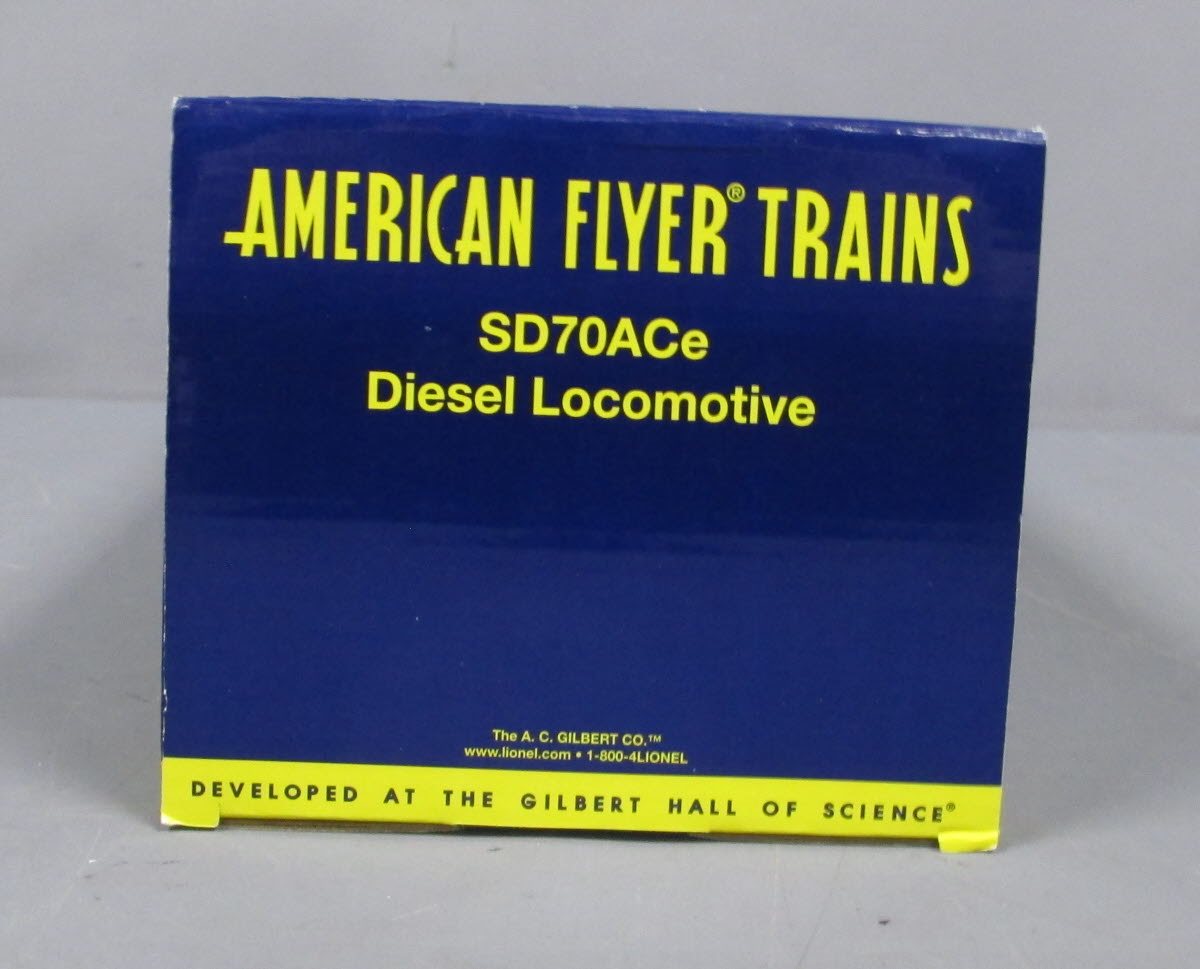 AMERICAN FLYER® TRAINS
SD70ACe
Diesel Locomotive
The A. C. GILBERT CO.™
www.lionel.com • 1-800-4LIONEL
DEVELOPED AT THE GILBERT HALL OF SCIENCE®